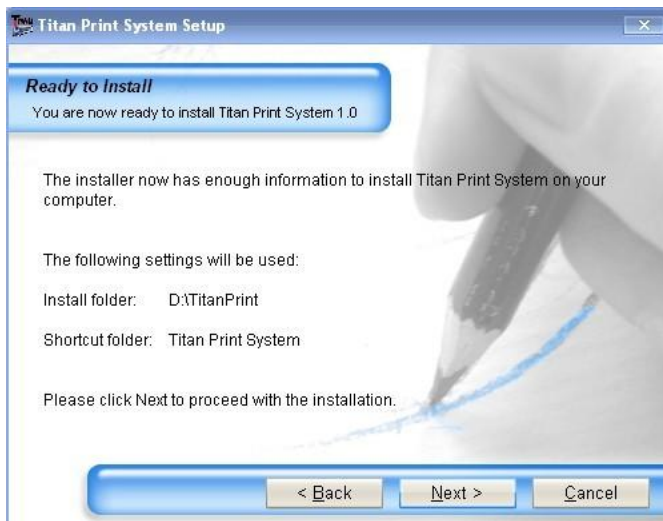 Titan Print System Setup
Ready to Install
You are now ready to install Titan Print System 1.0
The installer now has enough information to install Titan Print System on your
computer.
The following settings will be used:
Install folder: D:\TitanPrint
Shortcut folder: Titan Print System
Please click Next to proceed with the installation.
< Back Next > Cancel